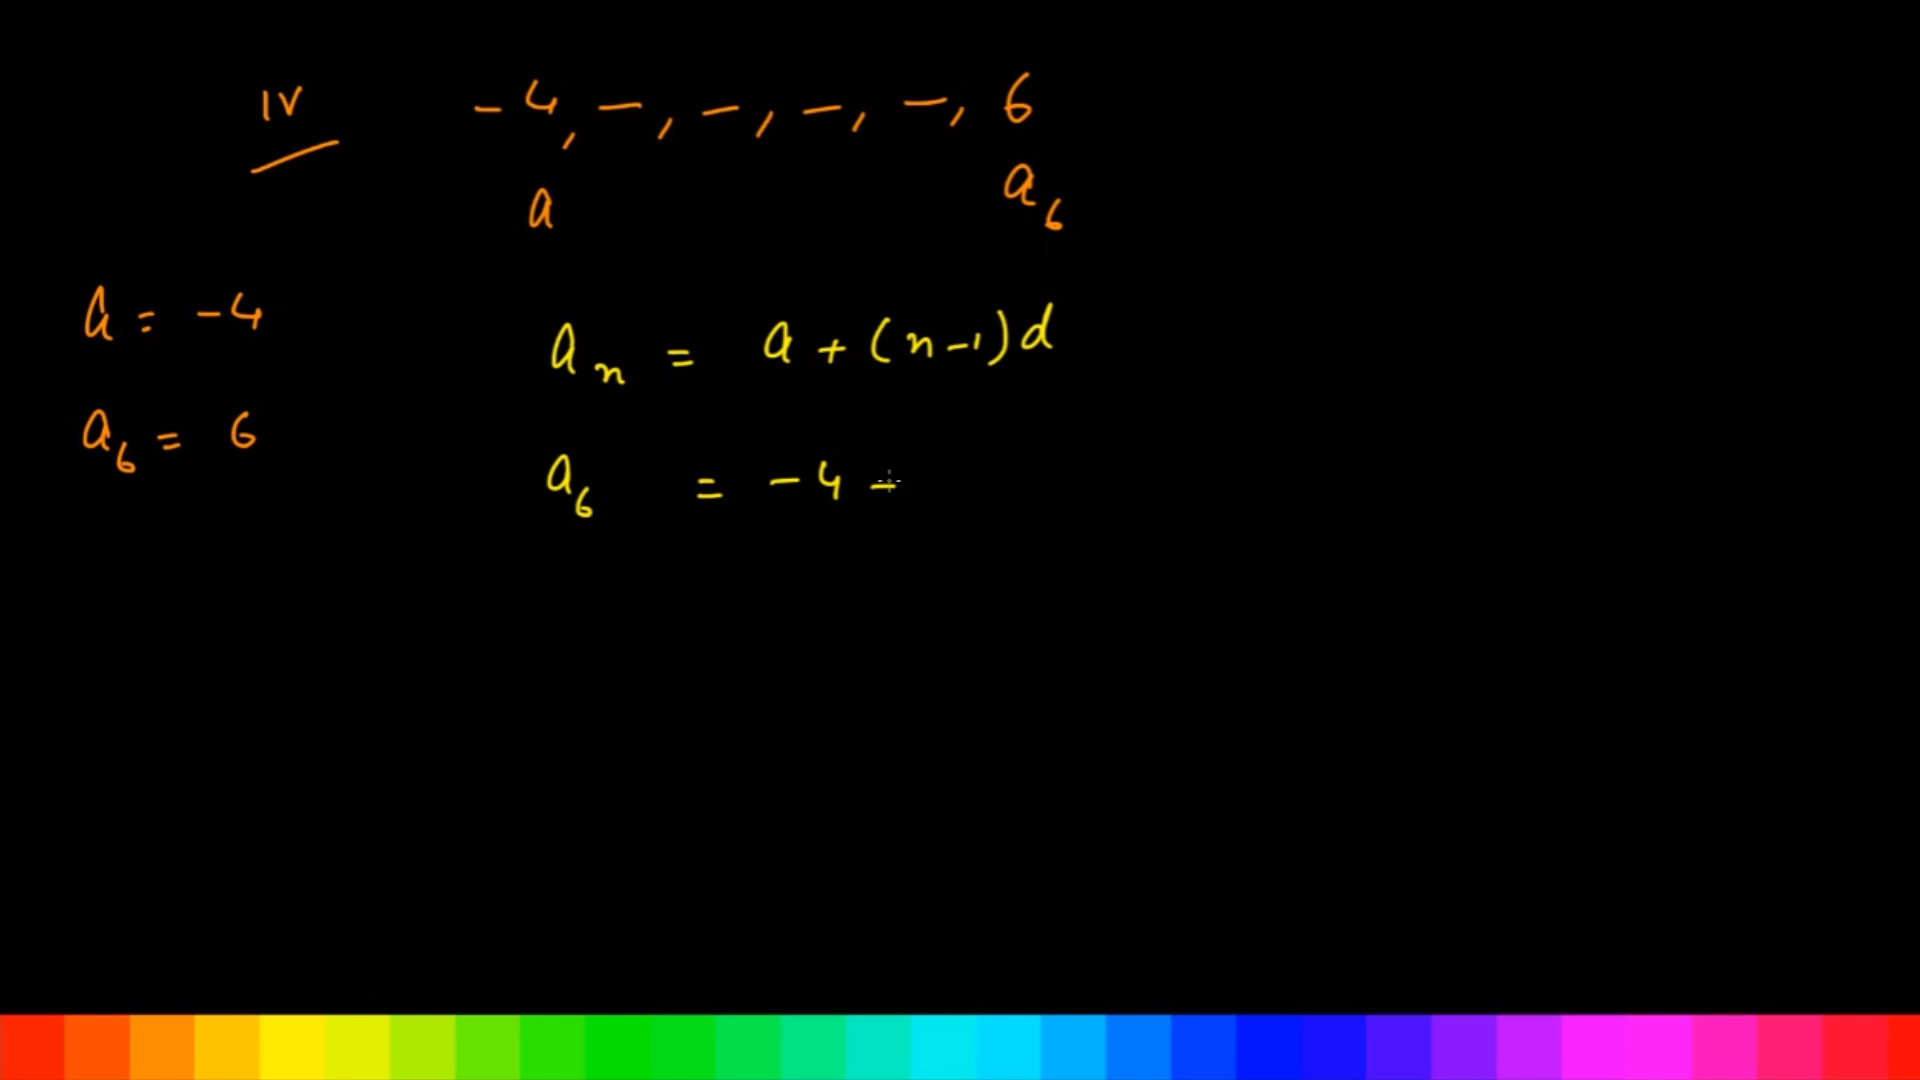 IV -4, -, -, -, -, 6
a a₆
a = -4
aₙ = a + (n-1)d
a₆ = 6
a₆ = -4 -